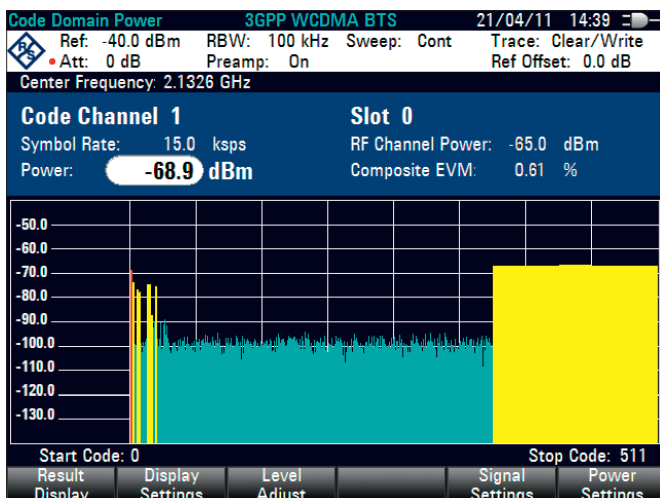 Code Domain Power 3GPP WCDMA BTS 21/04/11 14:39
R&S Ref: -40.0 dBm RBW: 100 kHz Sweep: Cont Trace: Clear/Write
Att: 0 dB Preamp: On Ref Offset: 0.0 dB
Center Frequency: 2.1326 GHz
Code Channel 1 Slot 0
Symbol Rate: 15.0 ksps RF Channel Power: -65.0 dBm
Power: -68.9 dBm Composite EVM: 0.61 %
-50.0
-60.0
-70.0
-80.0
-90.0
-100.0
-110.0
-120.0
-130.0
Start Code: 0 Stop Code: 511
Result Display Level Signal Power
Display Settings Adjust Settings Settings